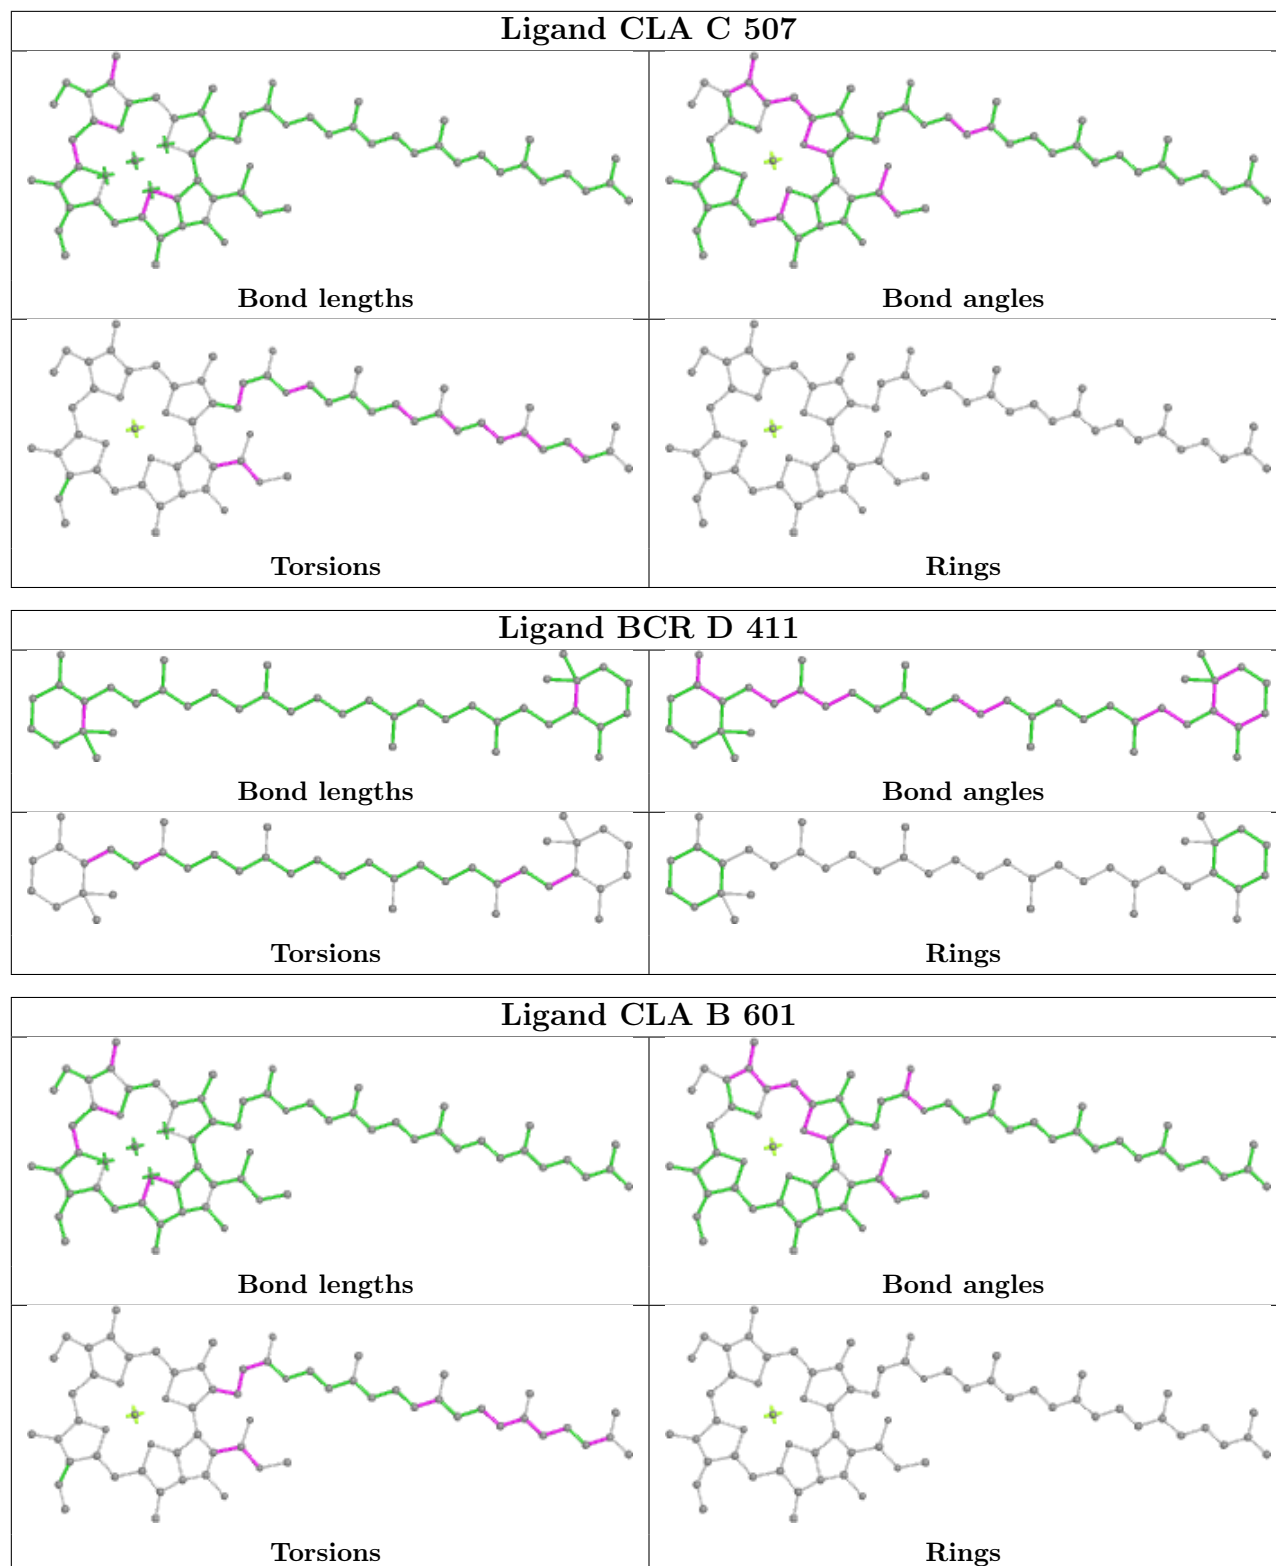 Ligand CLA C 507
Bond lengths
Bond angles
Torsions
Rings
Ligand BCR D 411
Bond lengths
Bond angles
Torsions
Rings
Ligand CLA B 601
Bond lengths
Bond angles
Torsions
Rings